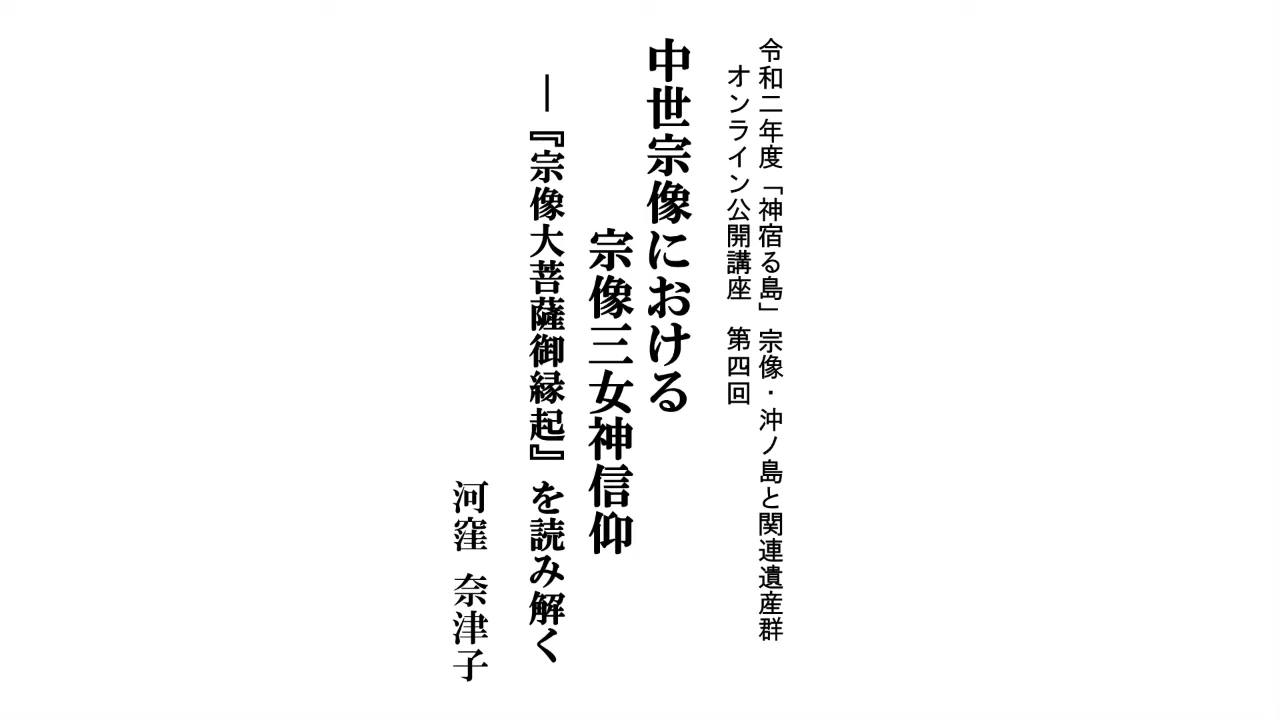 令和二年度「神宿る島」宗像・沖ノ島と関連遺産群
オンライン公開講座　第四回
中世宗像における
宗像三女神信仰
―『宗像大菩薩御縁起』を読み解く
河窪　奈津子